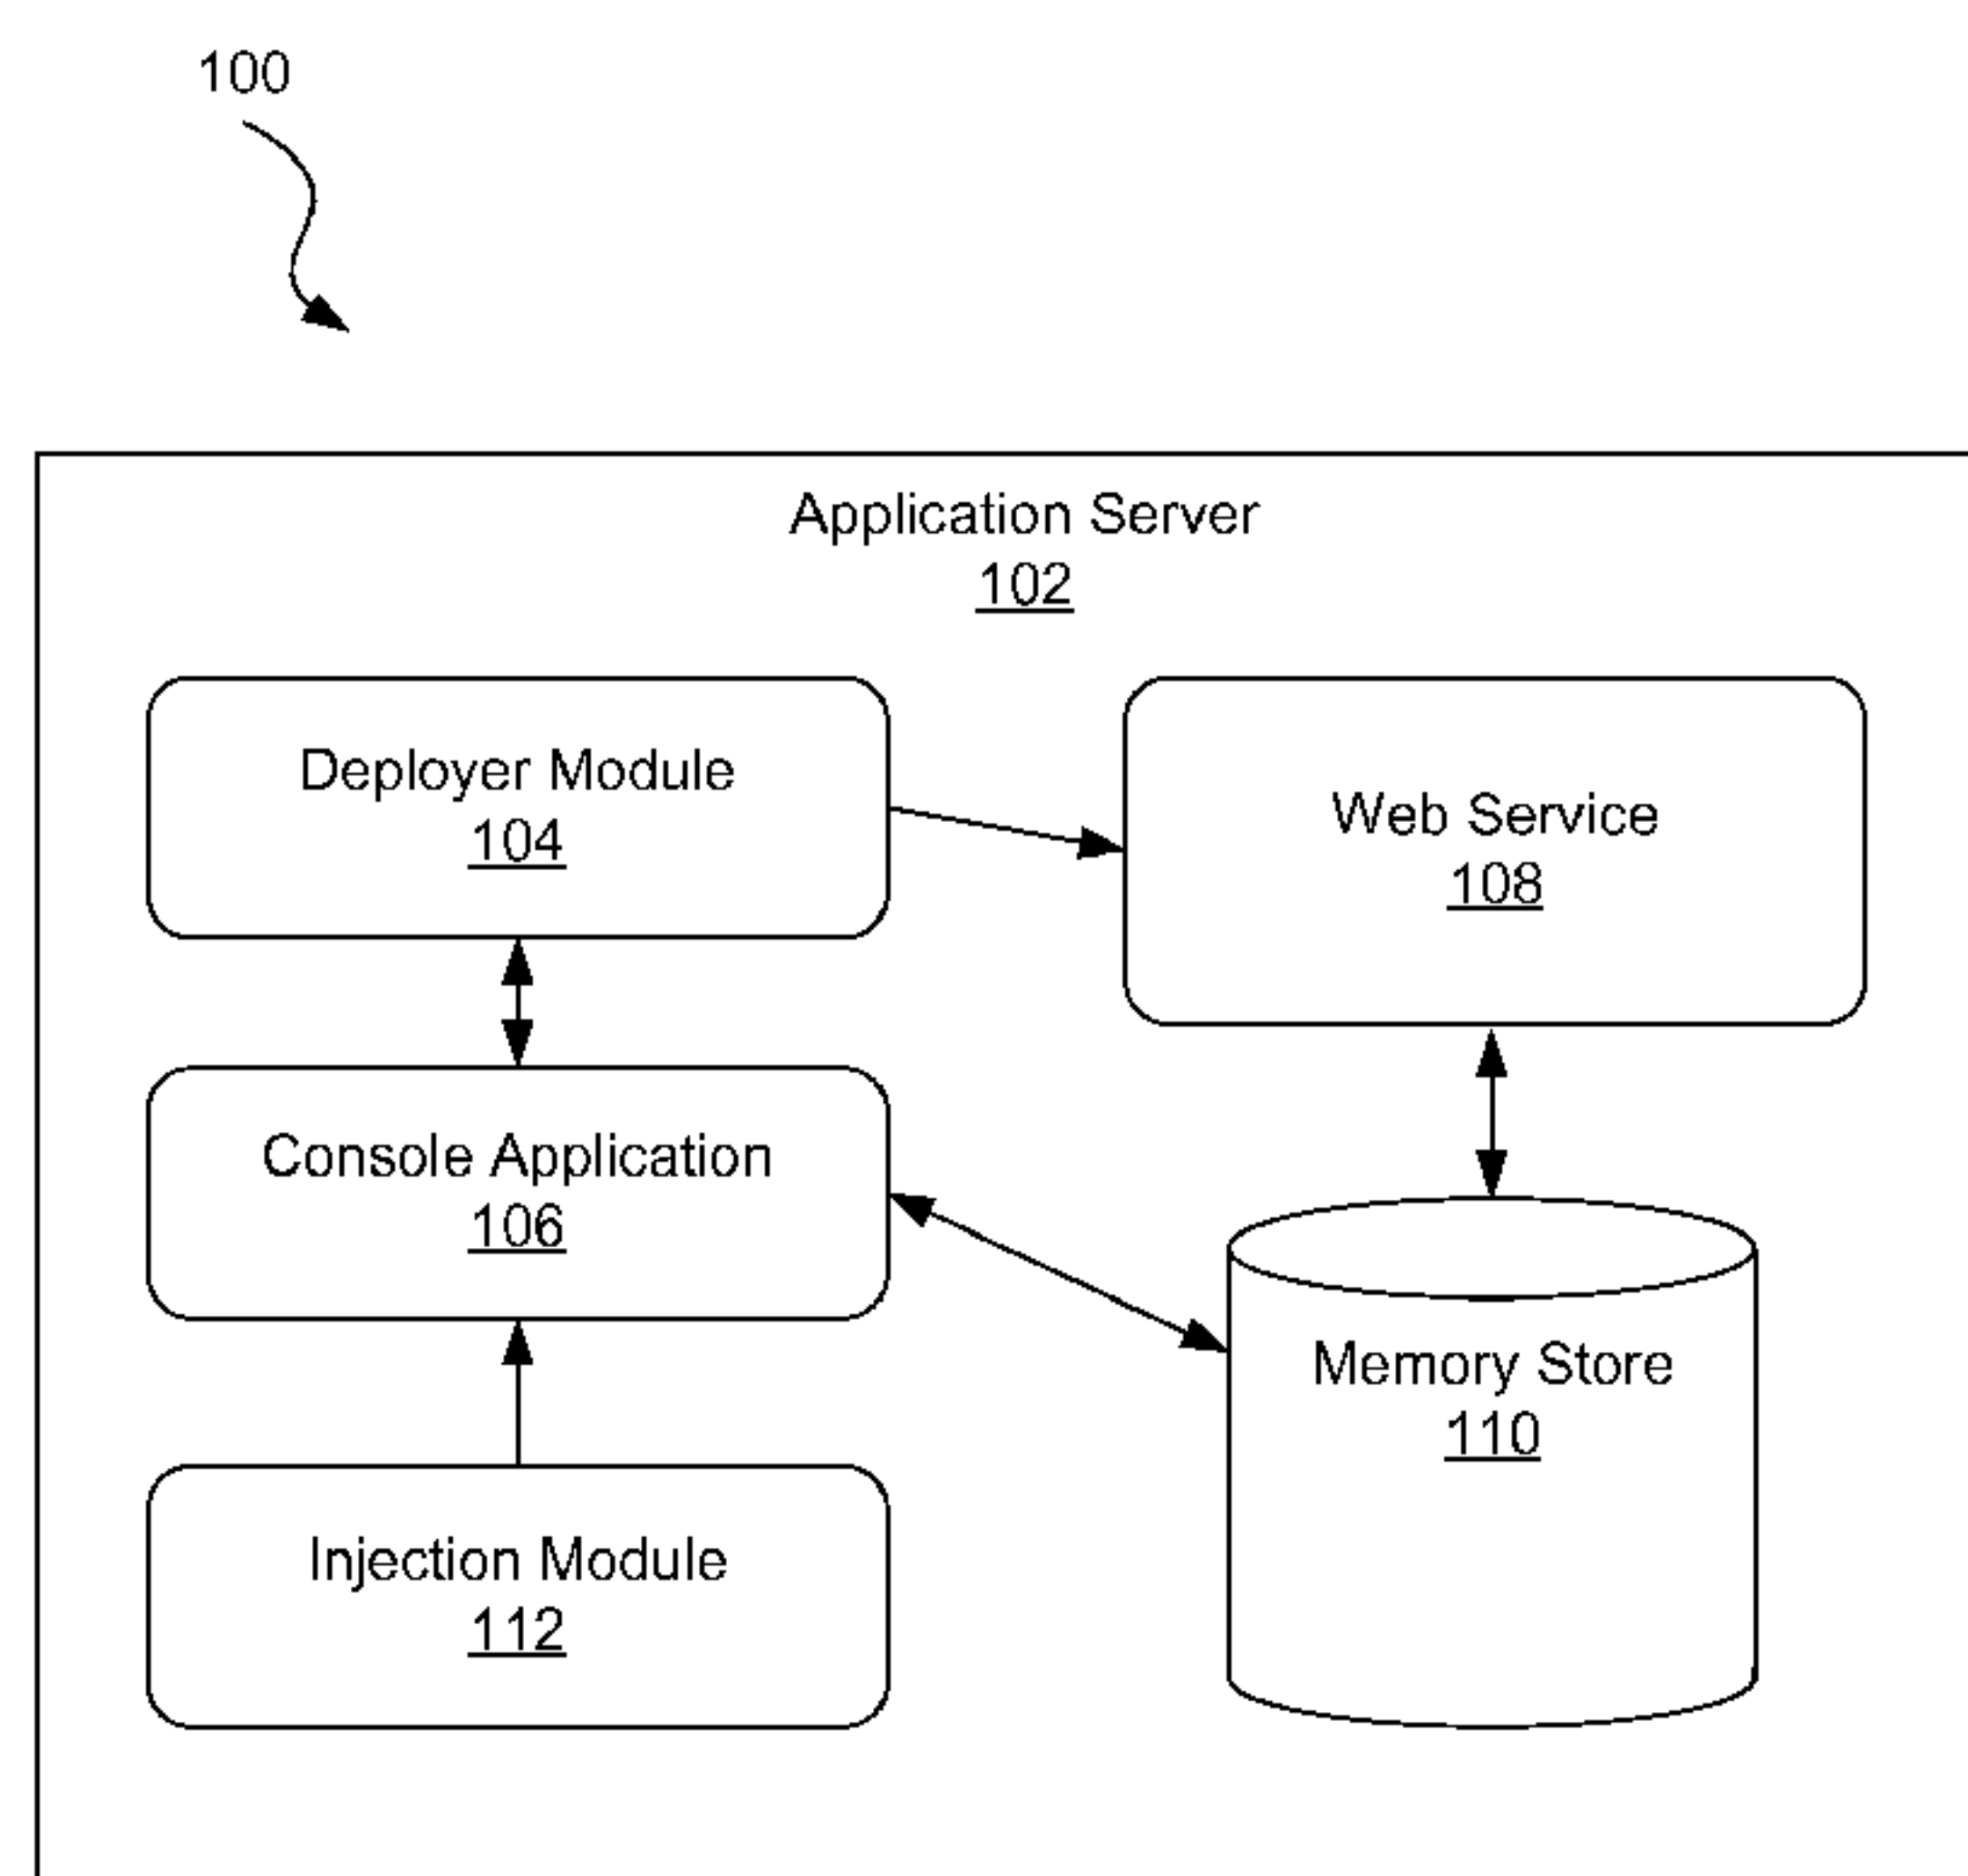 100
Application Server
102
Deployer Module
104
Web Service
108
Console Application
106
Memory Store
110
Injection Module
112